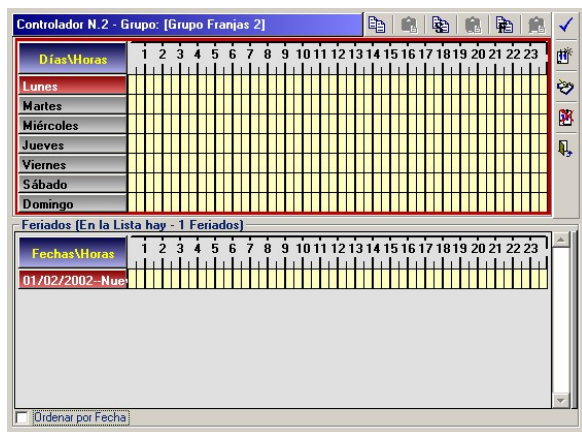 Controlador N.2 - Grupo: [Grupo Franjas 2]
Días\Horas 1 2 3 4 5 6 7 8 9 10 11 12 13 14 15 16 17 18 19 20 21 22 23
Lunes
Martes
Miércoles
Jueves
Viernes
Sábado
Domingo
Feriados (En la Lista hay - 1 Feriados)
Fechas\Horas 1 2 3 4 5 6 7 8 9 10 11 12 13 14 15 16 17 18 19 20 21 22 23
01/02/2002--Nuev
Ordenar por Fecha